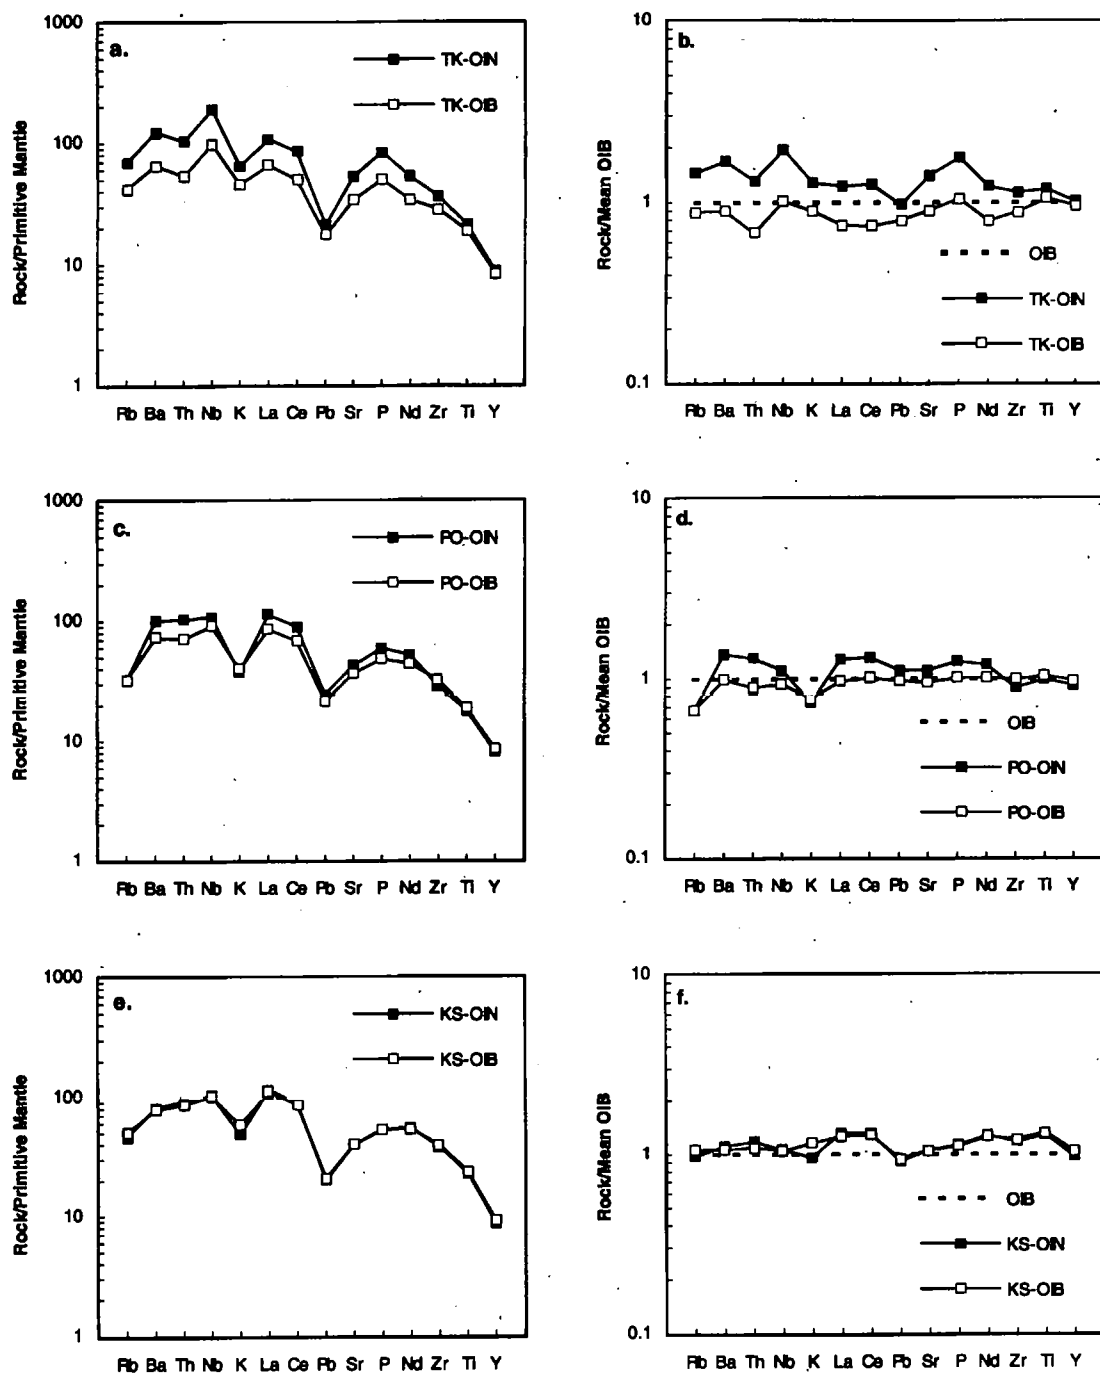 a.
1000
100
10
1
Rock/Primitive Mantle
TK-OIN
TK-OIB
Rb Ba Th Nb K La Ce Pb Sr P Nd Zr Ti Y
b.
10
1
0.1
Rock/Mean OIB
OIB
TK-OIN
TK-OIB
Rb Ba Th Nb K La Ce Pb Sr P Nd Zr Ti Y
c.
1000
100
10
1
Rock/Primitive Mantle
PO-OIN
PO-OIB
Rb Ba Th Nb K La Ce Pb Sr P Nd Zr Ti Y
d.
10
1
0.1
Rock/Mean OIB
OIB
PO-OIN
PO-OIB
Rb Ba Th Nb K La Ce Pb Sr P Nd Zr Ti Y
e.
1000
100
10
1
Rock/Primitive Mantle
KS-OIN
KS-OIB
Rb Ba Th Nb K La Ce Pb Sr P Nd Zr Ti Y
f.
10
1
0.1
Rock/Mean OIB
OIB
KS-OIN
KS-OIB
Rb Ba Th Nb K La Ce Pb Sr P Nd Zr Ti Y